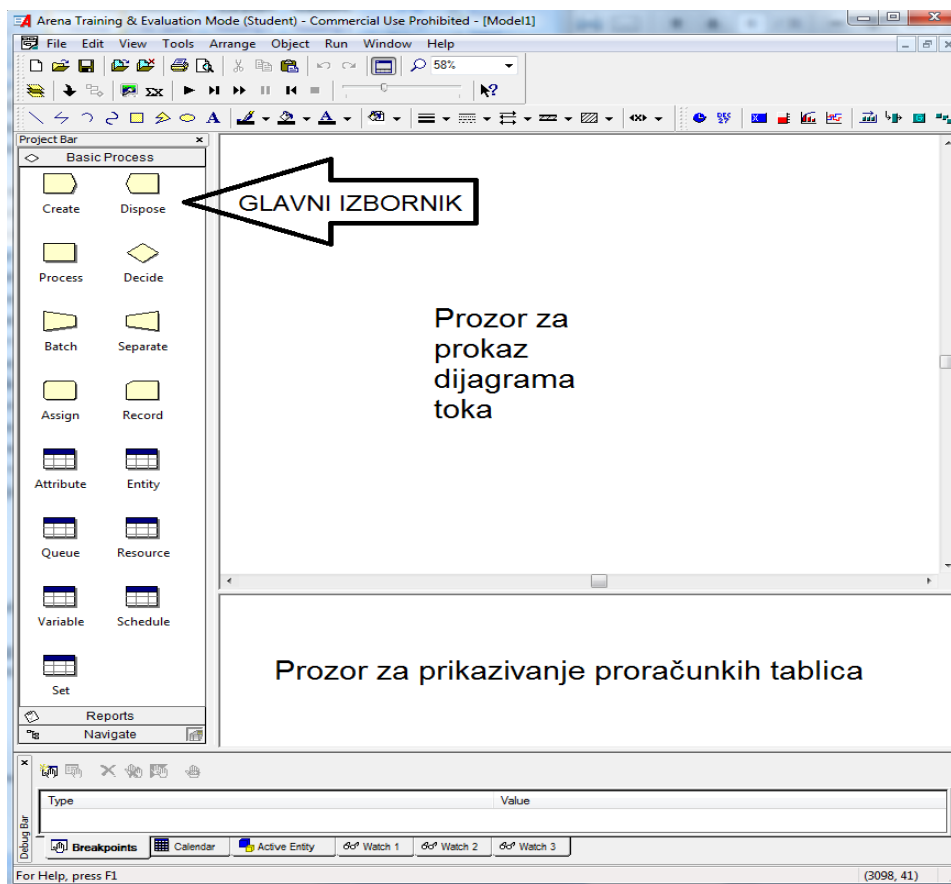 Arena Training & Evaluation Mode (Student) - Commercial Use Prohibited - [Model1]
File Edit View Tools Arrange Object Run Window Help
58%
Project Bar
Basic Process
Create Dispose
GLAVNI IZBORNIK
Process Decide
Batch Separate
Assign Record
Attribute Entity
Queue Resource
Variable Schedule
Set
Reports
Navigate
Prozor za
prokaz
dijagrama
toka
Prozor za prikazivanje proračunkih tablica
Debug Bar
Type Value
Breakpoints Calendar Active Entity Watch 1 Watch 2 Watch 3
For Help, press F1 (3098, 41)